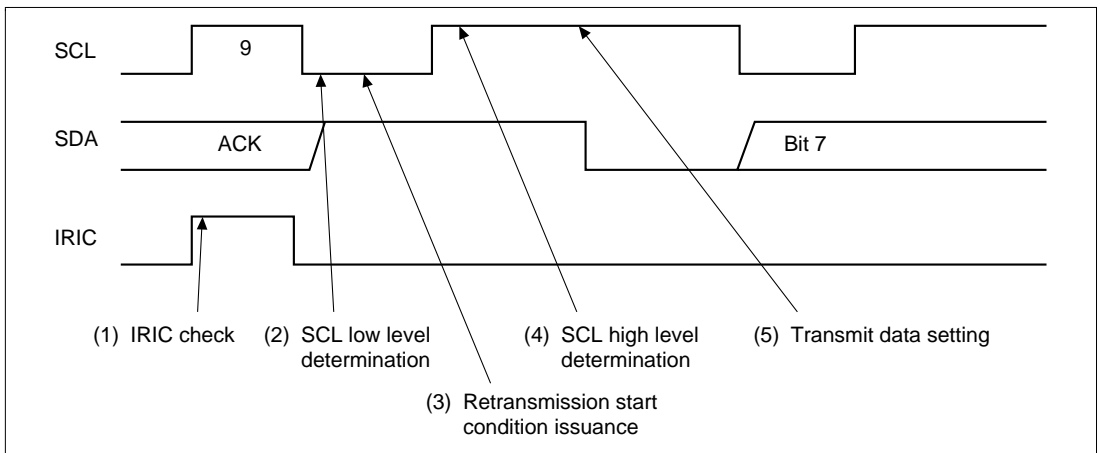 SCL
9
SDA
ACK
Bit 7
IRIC
(1) IRIC check
(2) SCL low level
determination
(4) SCL high level
determination
(5) Transmit data setting
(3) Retransmission start
condition issuance